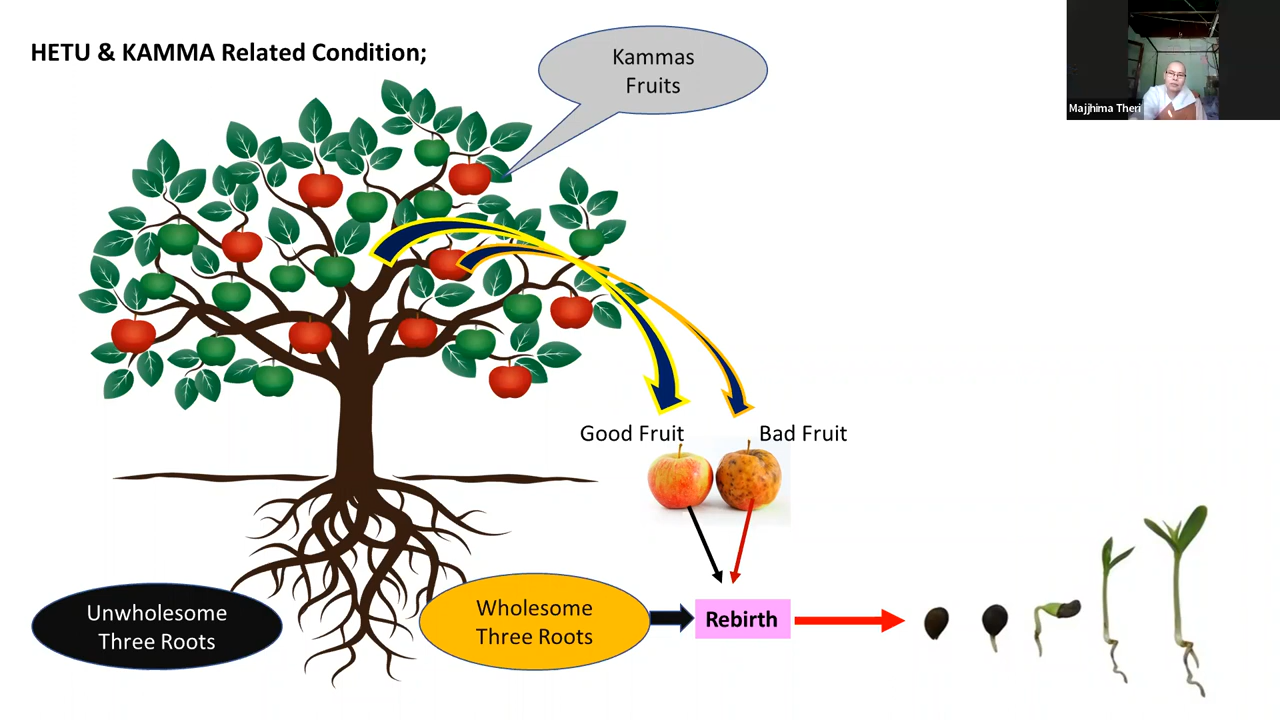 HETU & KAMMA Related Condition;
Kammas
Fruits
Majjhima Theri
Good Fruit
Bad Fruit
Unwholesome
Three Roots
Wholesome
Three Roots
Rebirth